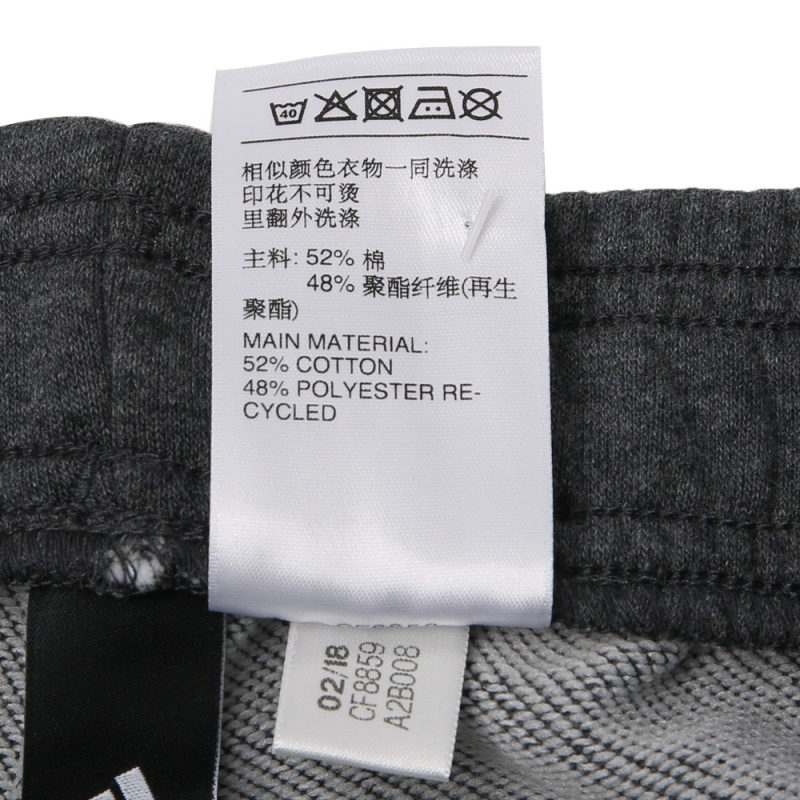 40
相似颜色衣物一同洗涤
印花不可烫
里翻外洗涤
主料: 52% 棉
48% 聚酯纤维(再生
聚酯)
MAIN MATERIAL:
52% COTTON
48% POLYESTER RE-
CYCLED
02/18
CF8859
A2B008